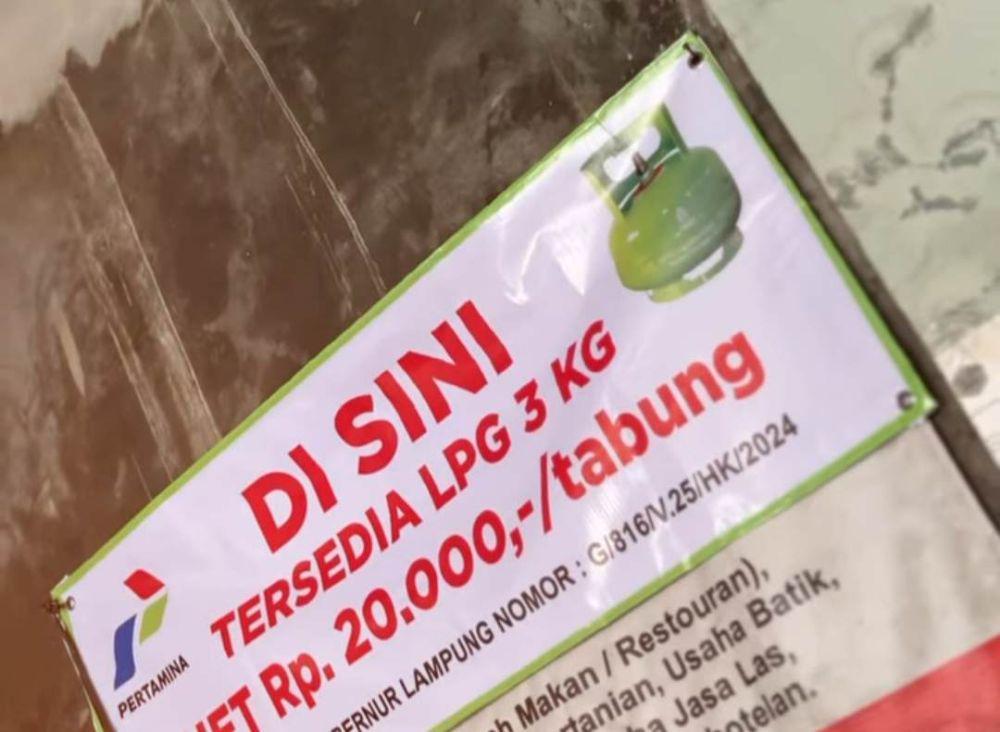 DI SINI
TERSEDIA LPG 3 KG
Rp. 20.000,-/tabung
LAMPUNG NOMOR : G/816/V.25/HK/2024
PERTAMINA
Makan / Restouran),
Usaha Batik,
Jasa Las,